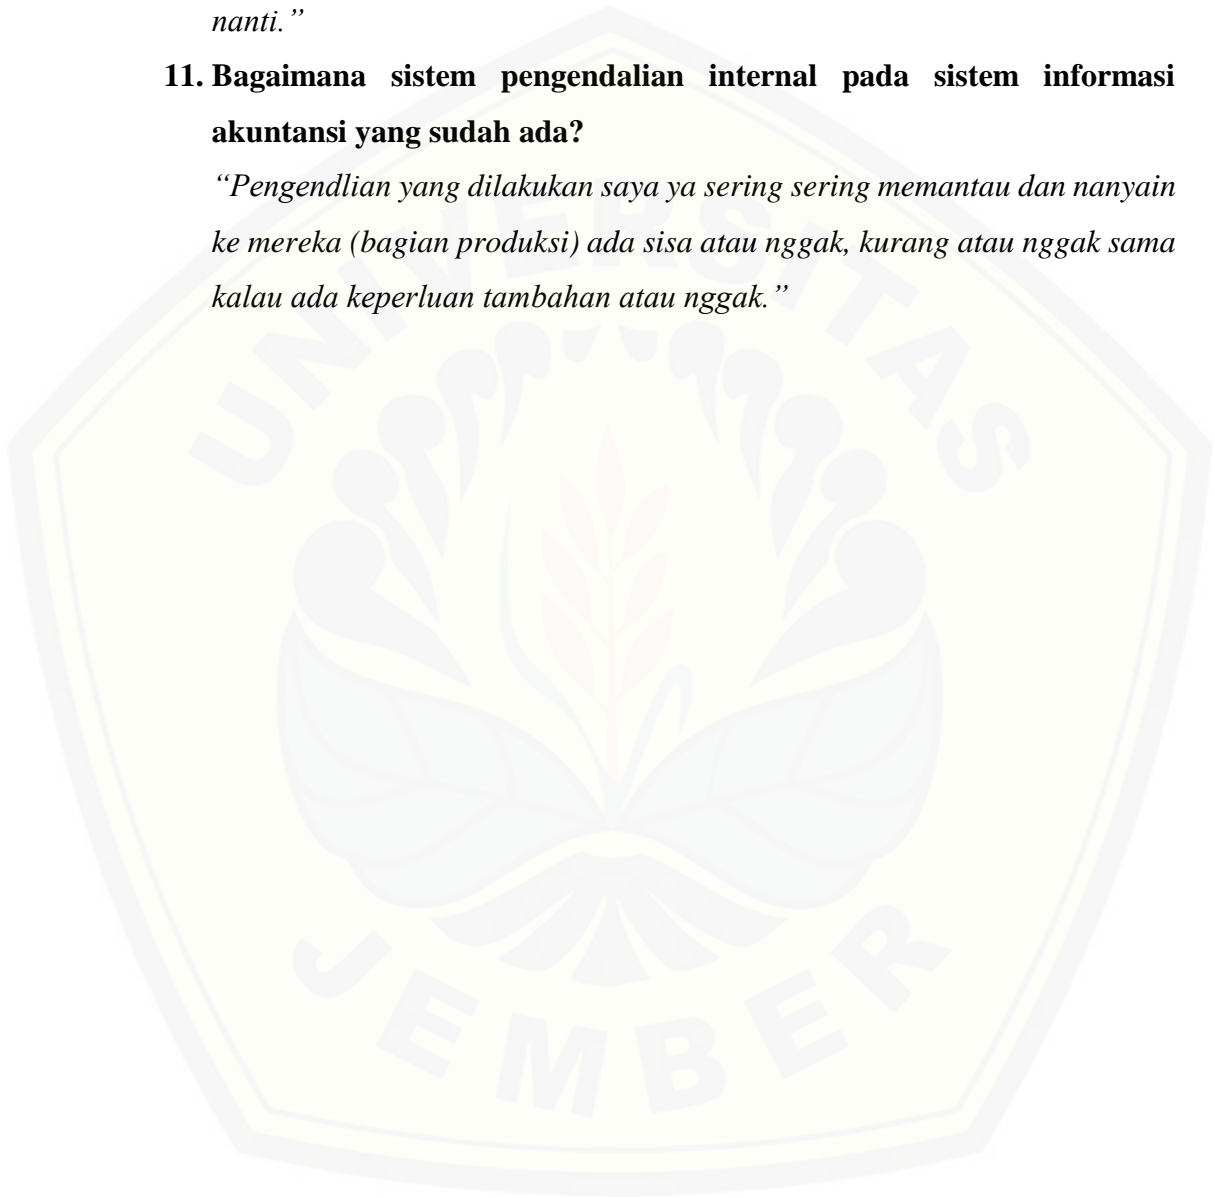 nanti.”
11. Bagaimana sistem pengendalian internal pada sistem informasi
akuntansi yang sudah ada?
“Pengendlian yang dilakukan saya ya sering sering memantau dan nanyain
ke mereka (bagian produksi) ada sisa atau nggak, kurang atau nggak sama
kalau ada keperluan tambahan atau nggak.”
UNIVERSITAS
JEMBER